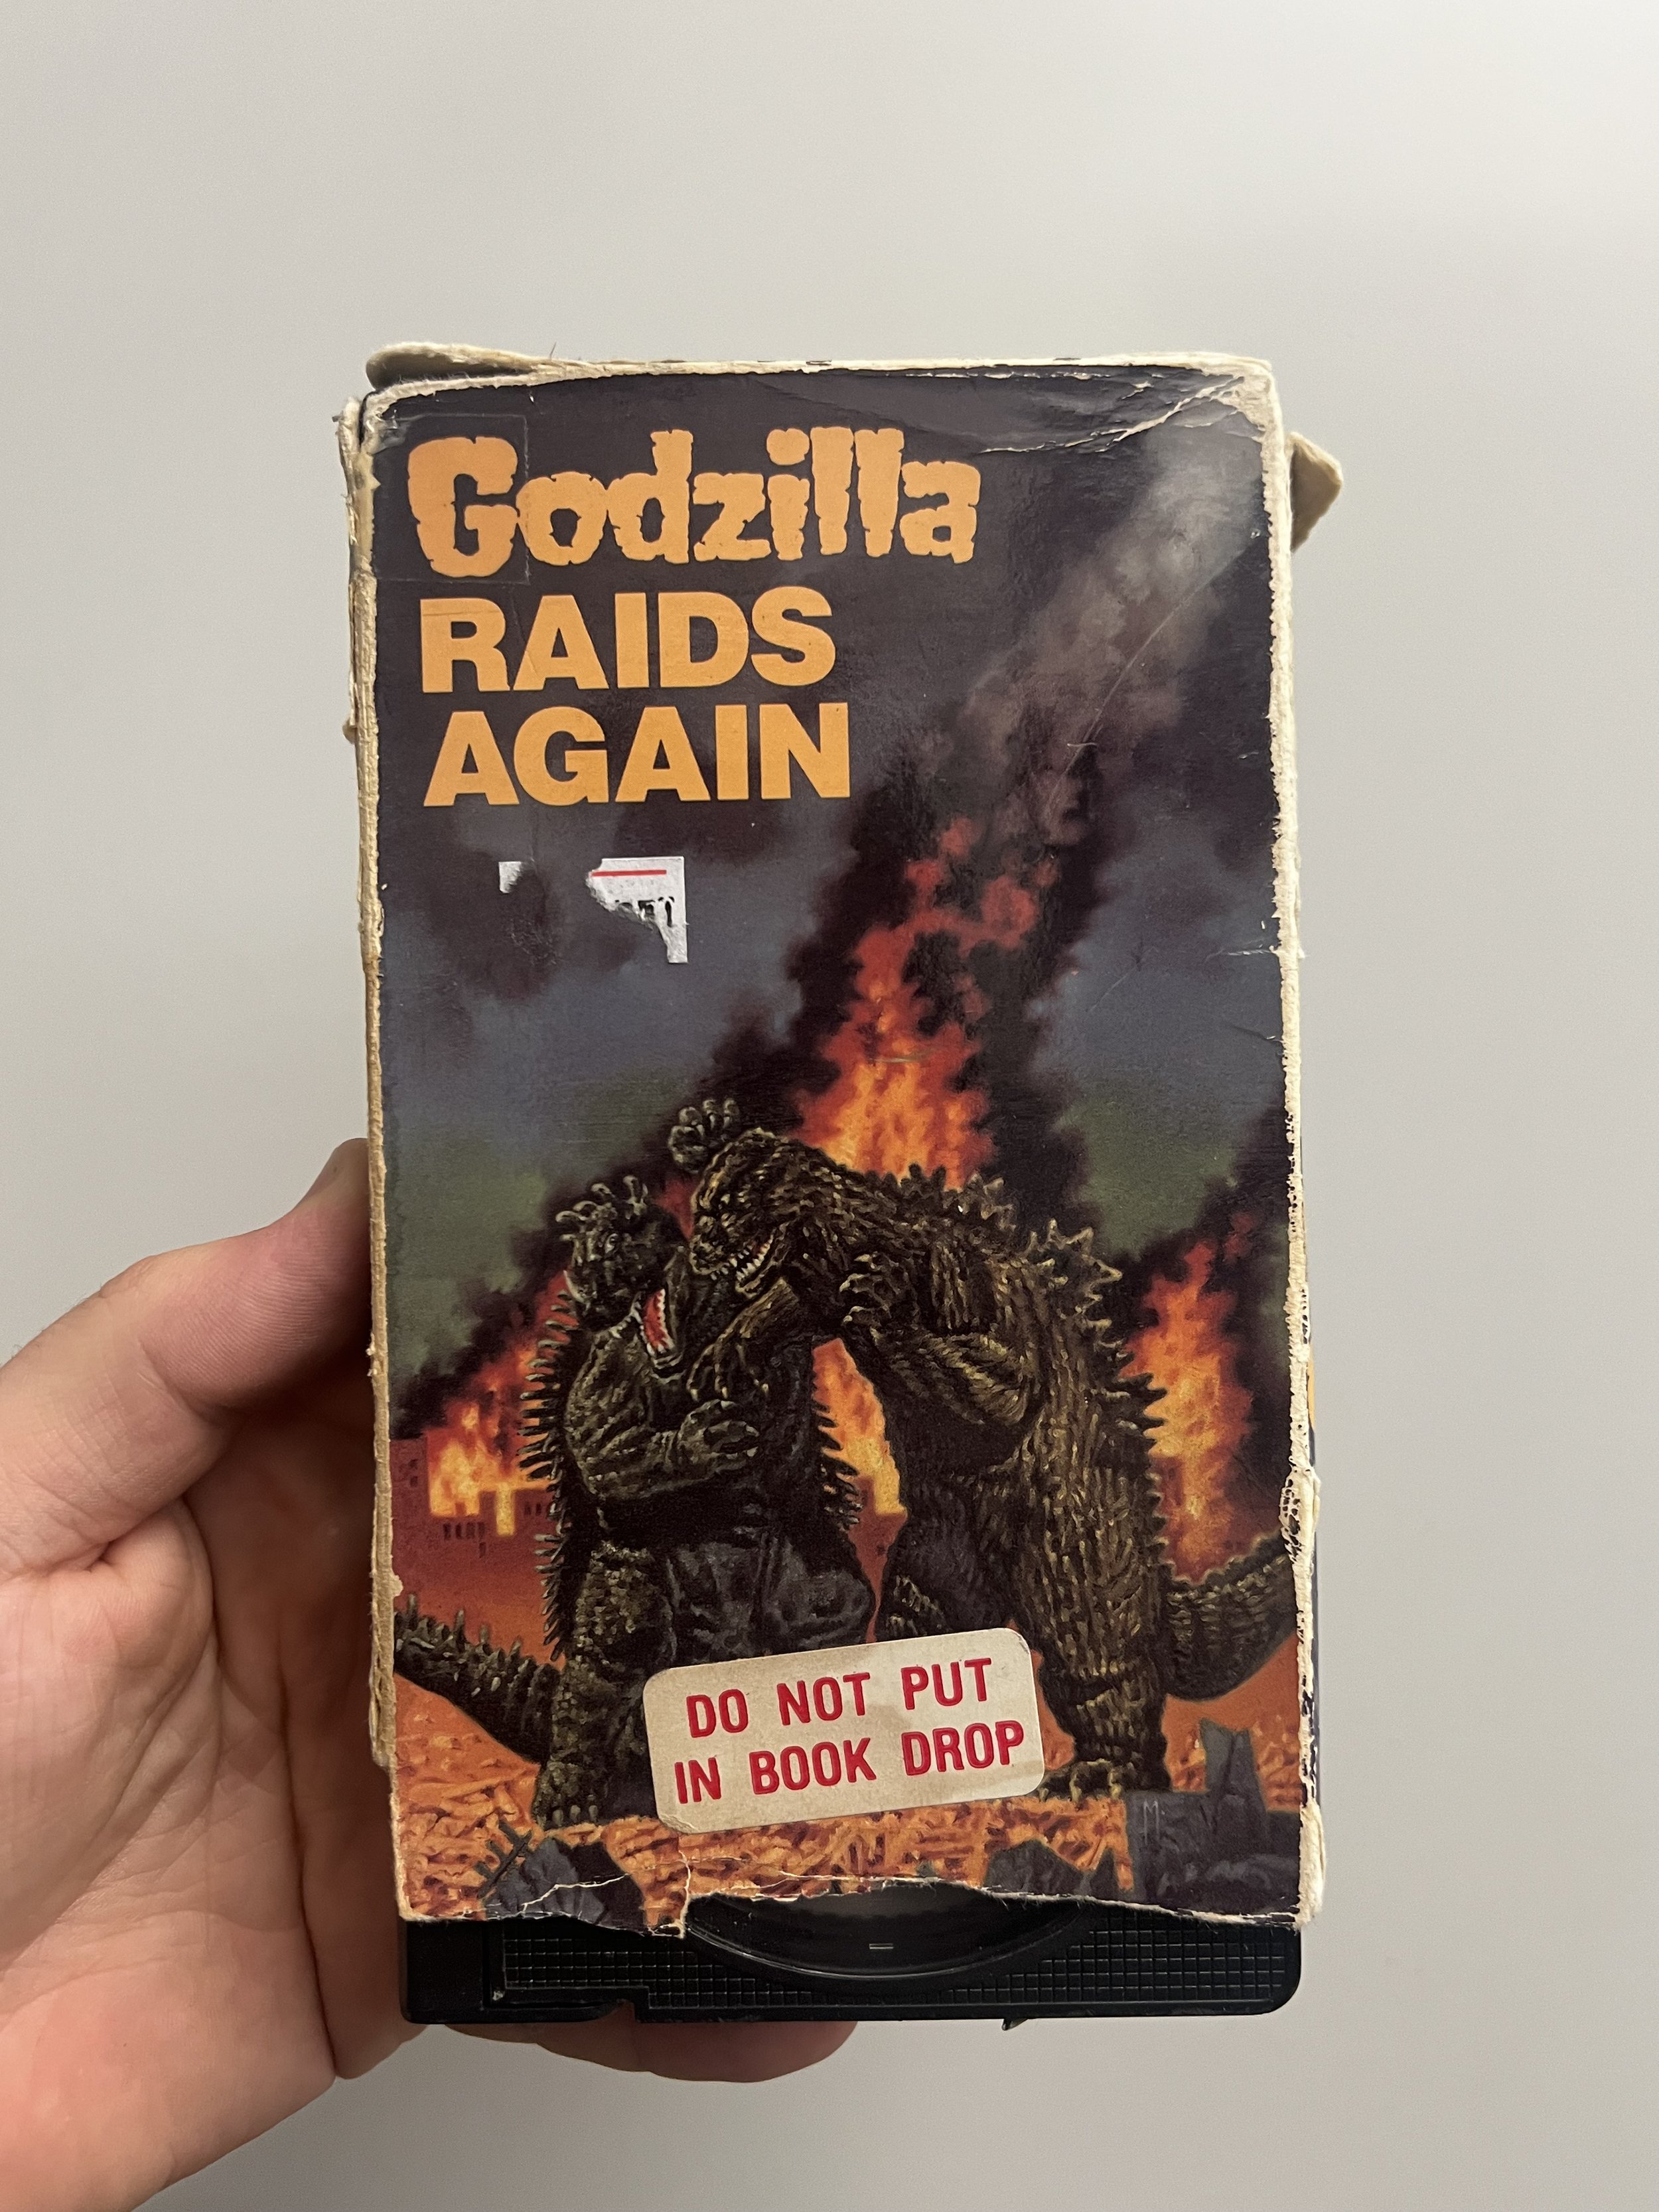 Godzilla
RAIDS
AGAIN
DO NOT PUT
IN BOOK DROP